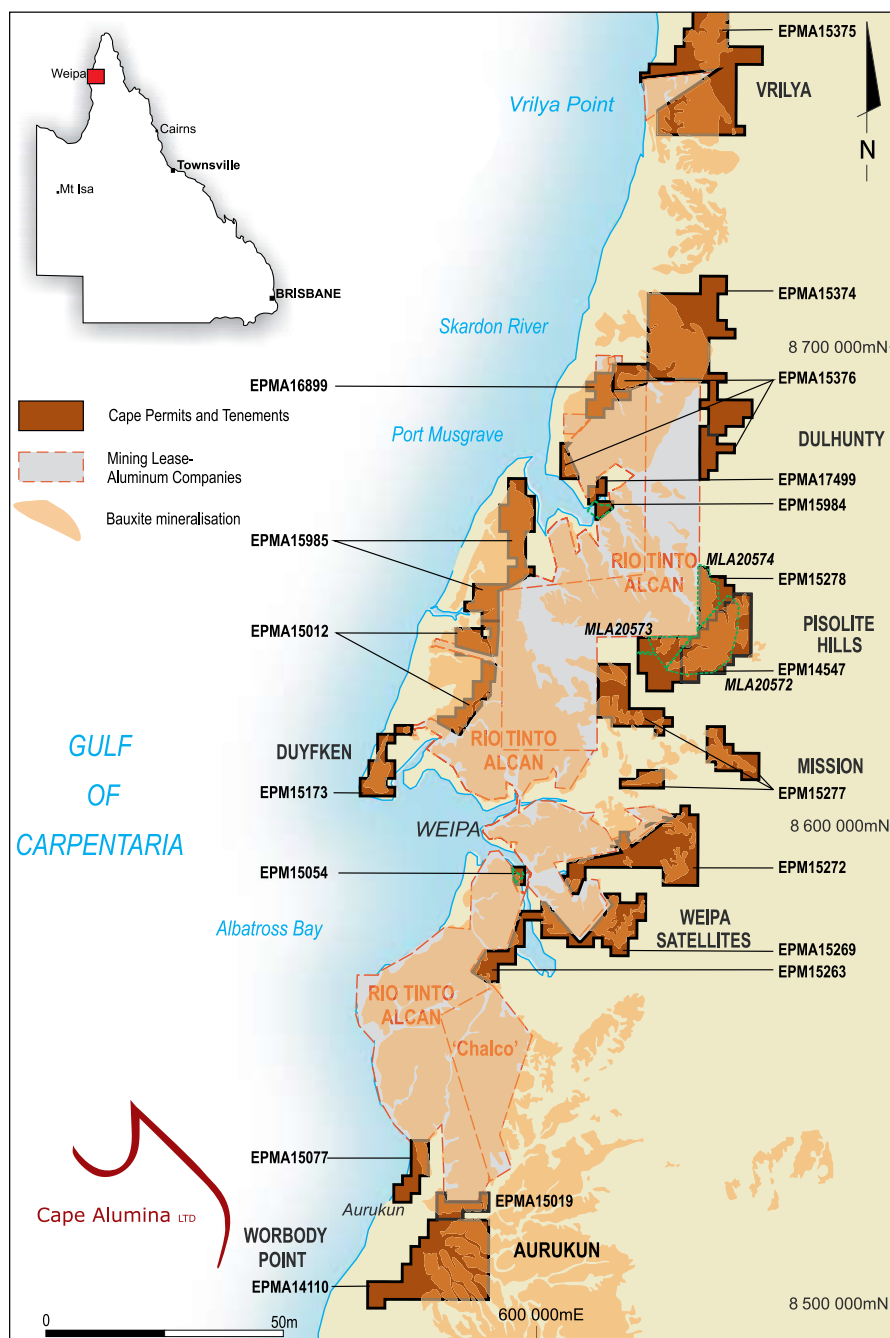 EPMA15375
Weipa
VRILYA
Vrilya Point
Cairns
N
Townsville
Mt Isa
EPMA15374
BRISBANE
Skardon River
8 700 000mN
EPMA16899
EPMA15376
Cape Permits and Tenements
Port Musgrave
DULHUNTY
Mining Lease-
Aluminum Companies
EPMA17499
EPM15984
Bauxite mineralisation
EPMA15985
RIO TINTO
ALCAN
MLA20574
EPM15278
EPMA15012
MLA20573
PISOLITE
HILLS
EPM14547
MLA20572
GULF
OF
CARPENTARIA
DUYFKEN
RIO TINTO
ALCAN
MISSION
EPM15173
EPM15277
WEIPA
8 600 000mN
EPM15054
EPM15272
Albatross Bay
WEIPA
SATELLITES
EPMA15269
EPM15263
RIO TINTO
ALCAN
'Chalco'
EPMA15077
Cape Alumina LTD
Aurukun
EPMA15019
WORBODY
POINT
AURUKUN
EPMA14110
0
50m
600 000mE
8 500 000mN